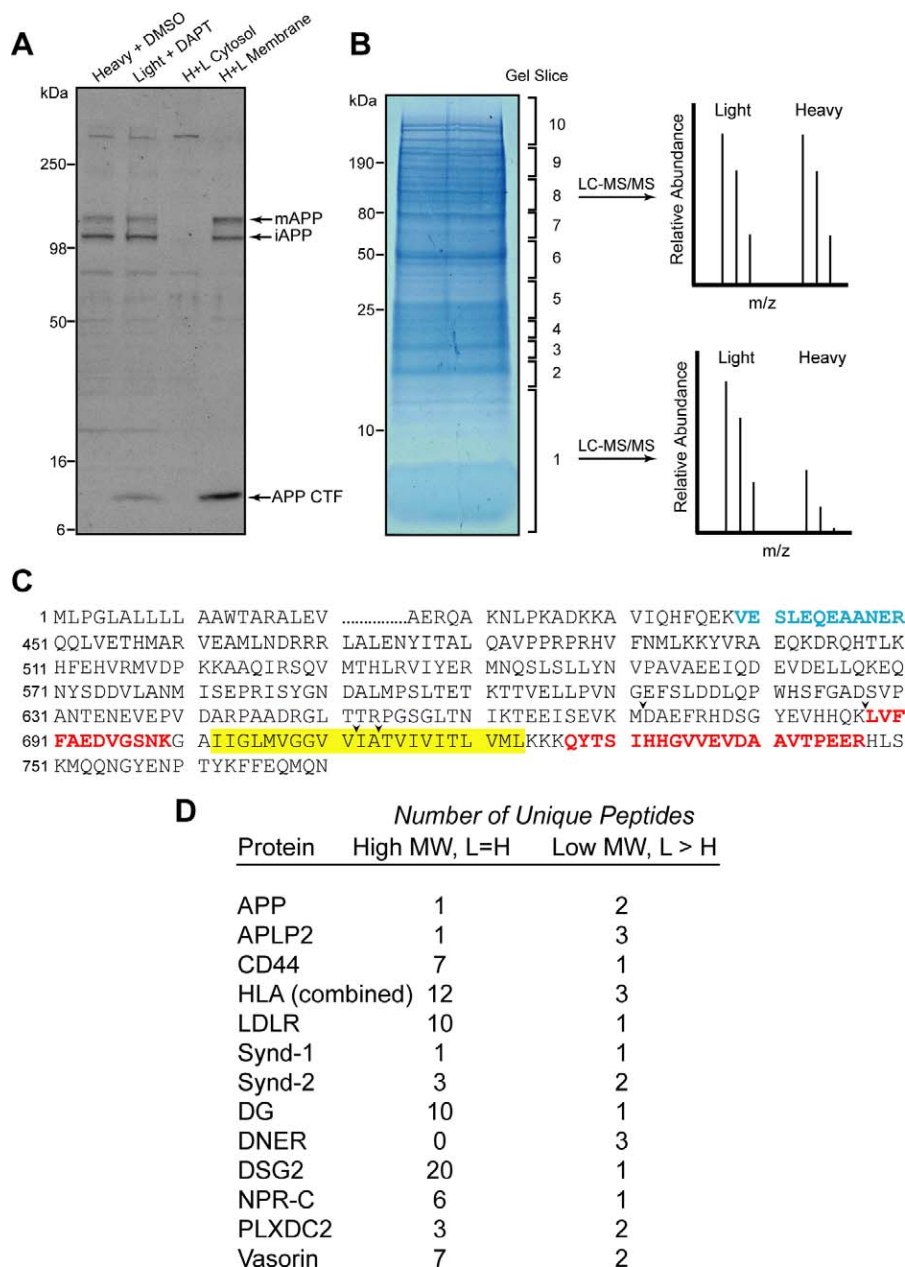 A
Heavy + DMSO
Light + DAPT
H+L Cytosol
H+L Membrane
kDa
250
98
50
16
6
mAPP
iAPP
APP CTF
B
Gel Slice
kDa
190
80
50
25
10
10
9
8
7
6
5
4
3
2
1
LC-MS/MS
Relative Abundance
Light Heavy
m/z
LC-MS/MS
Relative Abundance
Light Heavy
m/z
C
1 MLPGLALLLL AAWTARALEV ..............AERQA KNLPKADKKA VIQHFQEKVE SLEQEAANER
451 QQLVETHMAR VEAMLNDRRR LALENYITAL QAVPPRPRHV FNMLKKYVRA EQKDRQHTLK
511 HFEHVRMVDP KKAAQIRSQV MTHLRVIYER MNQSLSLLYN VPAVAEEIQD EVDELLQKEQ
571 NYSDDVLANM ISEPRISYGN DALMPSLTET KTTVELLPVN GEFSLDDLQP WHSFGADSVP
631 ANTENEVEPV DARPAADRGL TTRPGSGLTN IKTEEISEVK MDAEFRHDSG YEVHHQKLVF
691 FAEDVGSNKG AIIGLMVGGV VIATVIVITL VMLKKKQYTS IHHGVVEVDA AVTPEERHLS
751 KMQQNGYENP TYKFFEQMQN
D
Number of Unique Peptides
Protein High MW, L=H Low MW, L > H
APP 1 2
APLP2 1 3
CD44 7 1
HLA (combined) 12 3
LDLR 10 1
Synd-1 1 1
Synd-2 3 2
DG 10 1
DNER 0 3
DSG2 20 1
NPR-C 6 1
PLXDC2 3 2
Vasorin 7 2